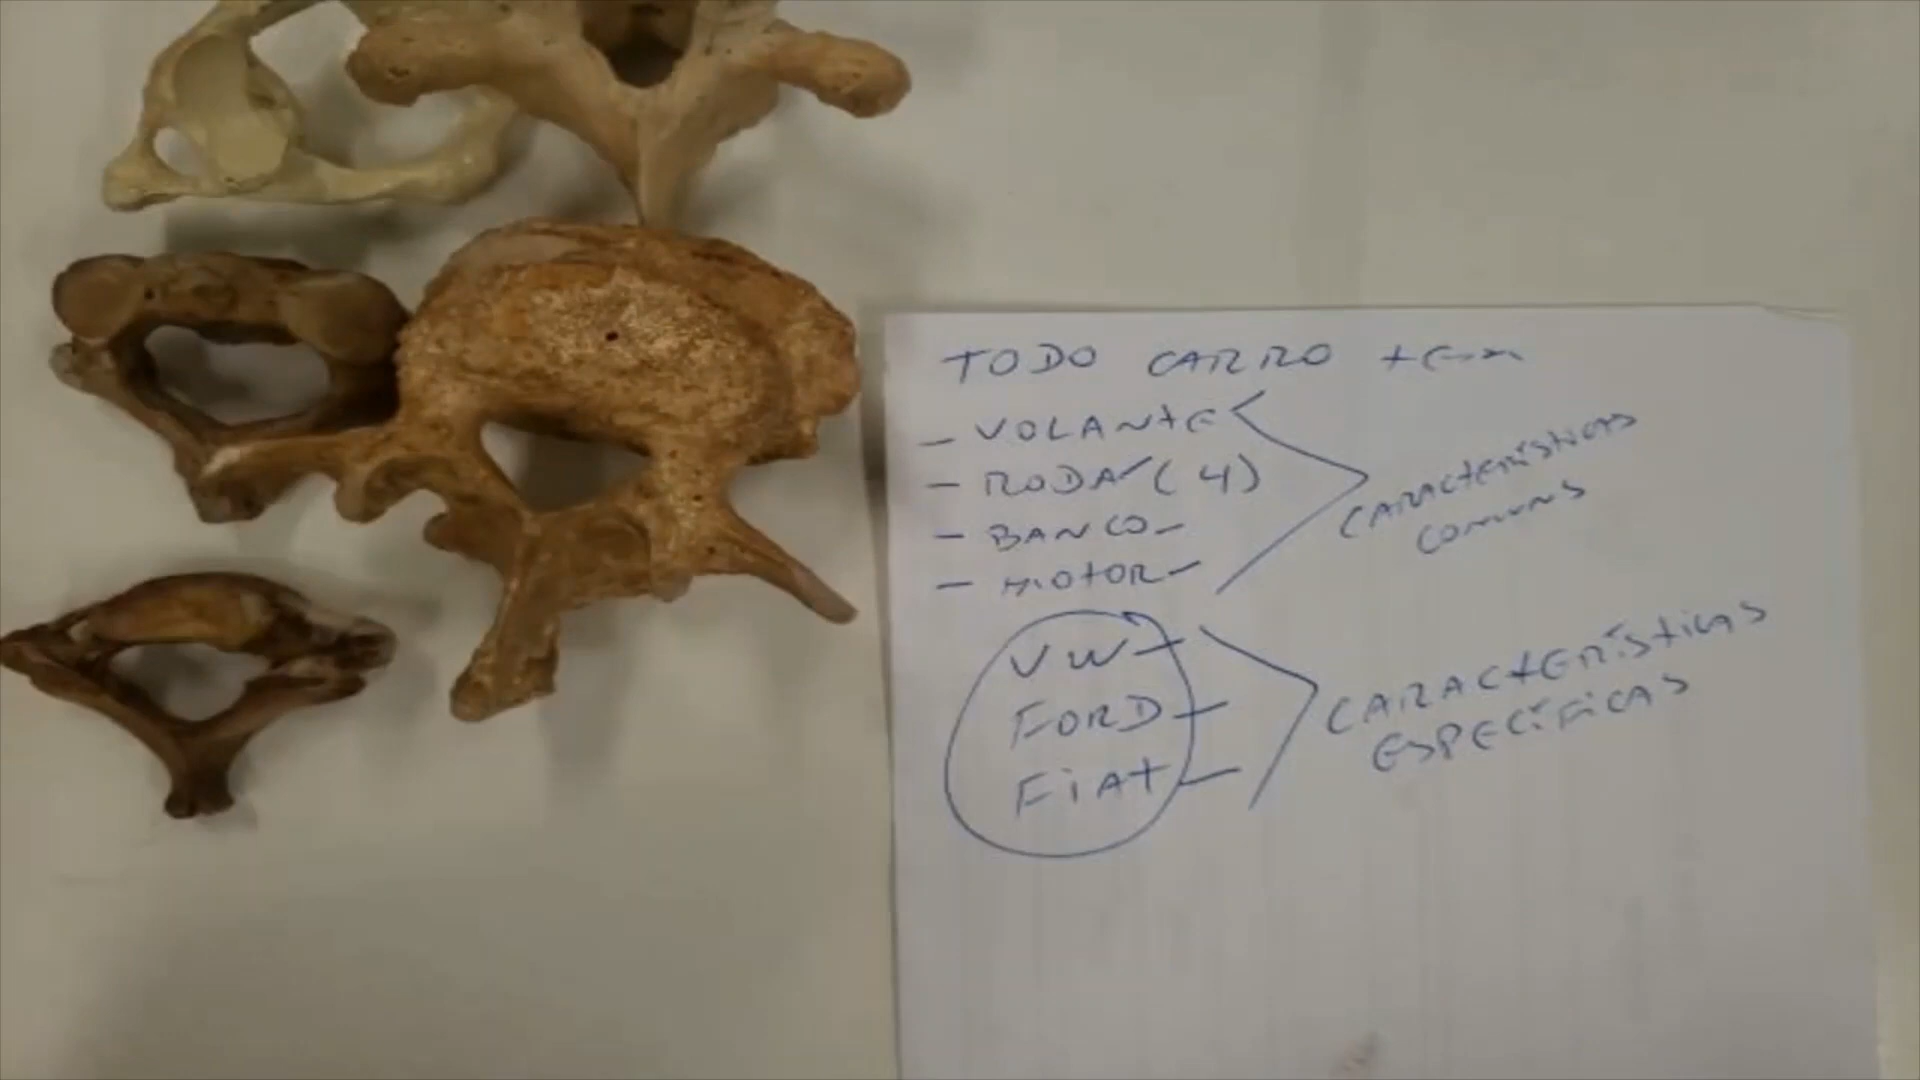 TODO CARRO tem
- VOLANTE
- RODA (4)
- BANCO -
- MOTOR -
CARACTERÍSTICAS
COMUNS
VW -
FORD -
FIAT -
CARACTERÍSTICAS
ESPECÍFICAS